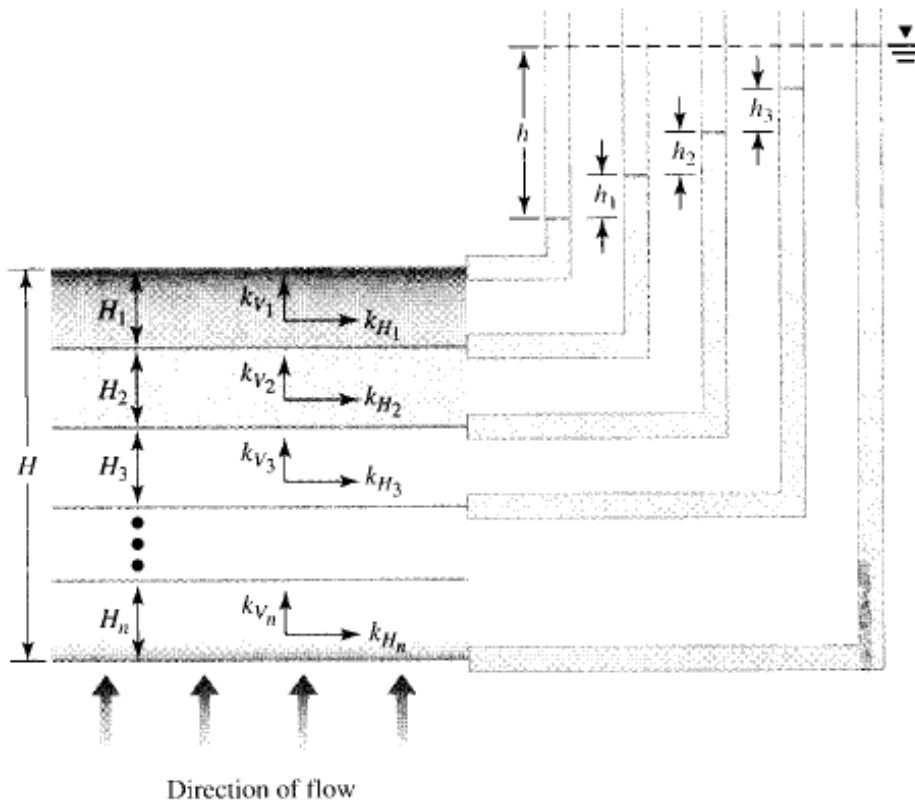 h
h₁
h₂
h₃
H
H₁
kV₁
kH₁
H₂
kV₂
kH₂
H₃
kV₃
kH₃
Hₙ
kVₙ
kHₙ
Direction of flow